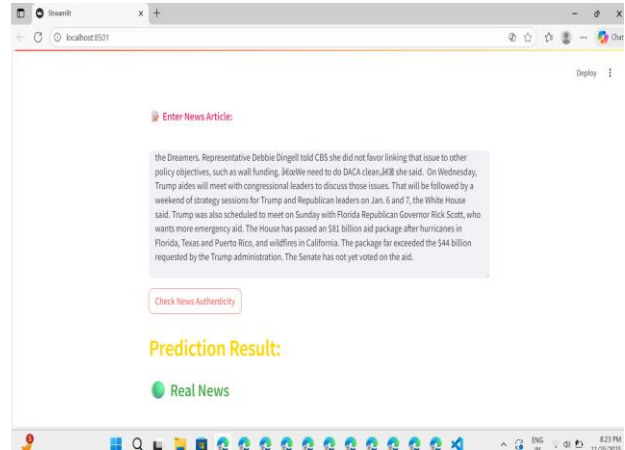 Streamlit
localhost:8501
Chat
Deploy
Enter News Article:
the Dreamers. Representative Debbie Dingell told CBS she did not favor linking that issue to other
policy objectives, such as wall funding. “We need to do DACA clean,” she said. On Wednesday,
Trump aides will meet with congressional leaders to discuss those issues. That will be followed by a
weekend of strategy sessions for Trump and Republican leaders on Jan. 6 and 7, the White House
said. Trump was also scheduled to meet on Sunday with Florida Republican Governor Rick Scott, who
wants more emergency aid. The House has passed an $81 billion aid package after hurricanes in
Florida, Texas and Puerto Rico, and wildfires in California. The package far exceeded the $44 billion
requested by the Trump administration. The Senate has not yet voted on the aid.
Check News Authenticity
Prediction Result:
Real News
ENG
IN
8:23 PM
11/25/2025